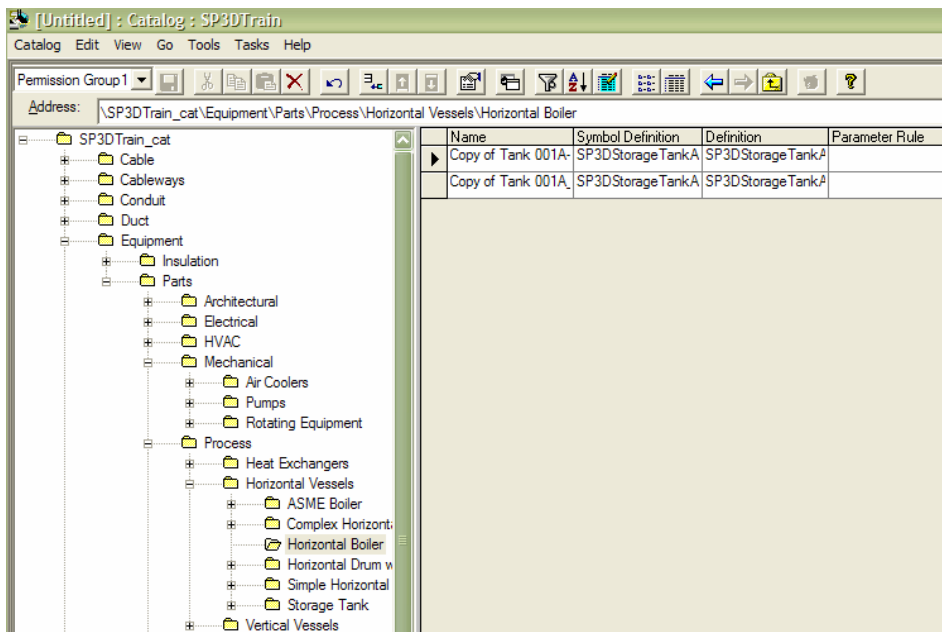 [Untitled] : Catalog : SP3DTrain
Catalog Edit View Go Tools Tasks Help
Permission Group1
Address: \SP3DTrain_cat\Equipment\Parts\Process\Horizontal Vessels\Horizontal Boiler
SP3DTrain_cat
Cable
Cableways
Conduit
Duct
Equipment
Insulation
Parts
Architectural
Electrical
HVAC
Mechanical
Air Coolers
Pumps
Rotating Equipment
Process
Heat Exchangers
Horizontal Vessels
ASME Boiler
Complex Horizonta
Horizontal Boiler
Horizontal Drum w
Simple Horizontal
Storage Tank
Vertical Vessels
Name Symbol Definition Definition Parameter Rule
Copy of Tank 001A- SP3DStorageTankA SP3DStorageTankA
Copy of Tank 001A_ SP3DStorageTankA SP3DStorageTankA